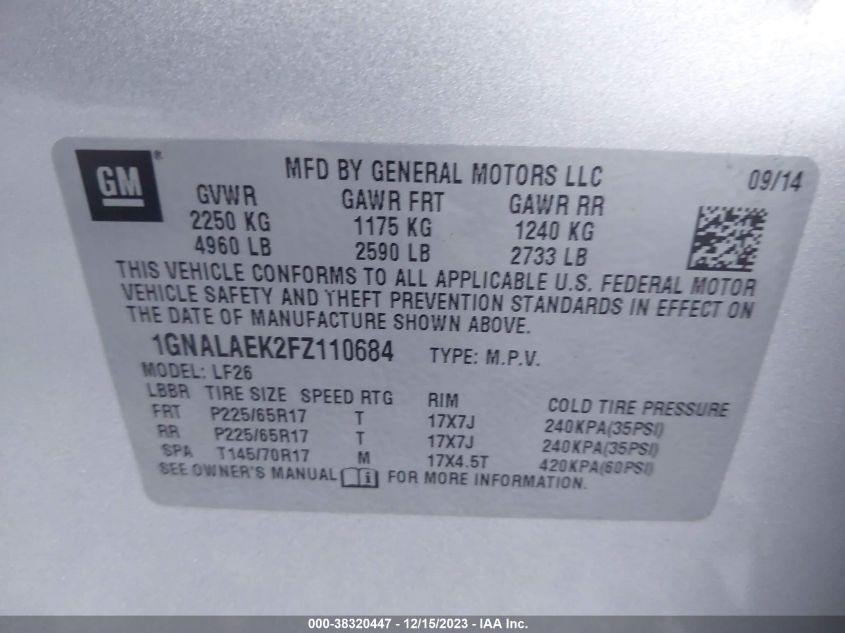 GM ®
MFD BY GENERAL MOTORS LLC
09/14
GVWR GAWR FRT GAWR RR
2250 KG 1175 KG 1240 KG
4960 LB 2590 LB 2733 LB
THIS VEHICLE CONFORMS TO ALL APPLICABLE U.S. FEDERAL MOTOR
VEHICLE SAFETY AND THEFT PREVENTION STANDARDS IN EFFECT ON
THE DATE OF MANUFACTURE SHOWN ABOVE.
1GNALAEK2FZ110684 TYPE: M.P.V.
MODEL: LF26
LBBR TIRE SIZE SPEED RTG RIM COLD TIRE PRESSURE
FRT P225/65R17 T 17X7J 240KPA(35PSI)
RR P225/65R17 T 17X7J 240KPA(35PSI)
SPA T145/70R17 M 17X4.5T 420KPA(60PSI)
SEE OWNER'S MANUAL i FOR MORE INFORMATION.
000-38320447 - 12/15/2023 - IAA Inc.